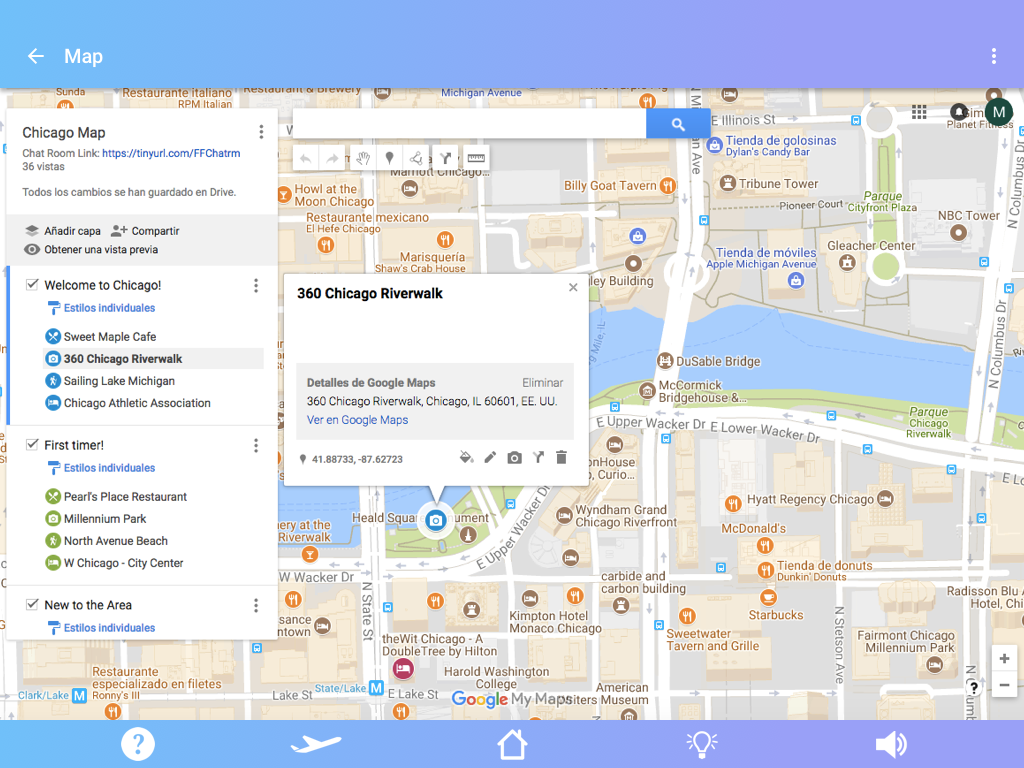 Map
Chicago Map
Chat Room Link: https://tinyurl.com/FFChatrm
36 vistas
Todos los cambios se han guardado en Drive.
Añadir capa
Compartir
Obtener una vista previa
Welcome to Chicago!
Estilos individuales
Sweet Maple Cafe
360 Chicago Riverwalk
Sailing Lake Michigan
Chicago Athletic Association
First timer!
Estilos individuales
Pearl's Place Restaurant
Millennium Park
North Avenue Beach
W Chicago - City Center
New to the Area
Estilos individuales
360 Chicago Riverwalk
Detalles de Google Maps
Eliminar
360 Chicago Riverwalk, Chicago, IL 60601, EE. UU.
Ver en Google Maps
41.88733, -87.62723
Sunda
Restaurante italiano
RPM Italian
Restaurant & Brewery
Michigan Avenue
E Illinois St
M
Planet Fitness
Tienda de golosinas
Dylan's Candy Bar
Marriott Chicago...
Howl at the
Moon Chicago
Billy Goat Tavern
Tribune Tower
Pioneer Court
Parque
Cityfront Plaza
NBC Tower
N Columbus Dr
Restaurante mexicano
El Hefe Chicago
Marisquería
Shaw's Crab House
Tienda de móviles
Apple Michigan Avenue
Gleacher Center
ley Building
N Columbus Dr
DuSable Bridge
McCormick
Bridgehouse &...
E Upper Wacker Dr
E Lower Wacker Dr
Parque
Chicago
Riverwalk
Hyatt Regency Chicago
Wyndham Grand
Chicago Riverfront
McDonald's
E Upper Wacker Dr
ery at the
Riverwalk
W Wacker Dr
N State St
Tienda de donuts
Dunkin' Donuts
carbide and
carbon building
Starbucks
Radisson Blu A
Hotel, Chi
Kimpton Hotel
Monaco Chicago
Sweetwater
Tavern and Grille
N Stetson Ave
Fairmont Chicago
Millennium Park
theWit Chicago - A
DoubleTree by Hilton
Harold Washington
College
Restaurante
especializado en filetes
Ronny's III
Clark/Lake
M
Lake St
State/Lake
M
E Lake St
American
Writers Museum
Google My Maps
?
+
−
?